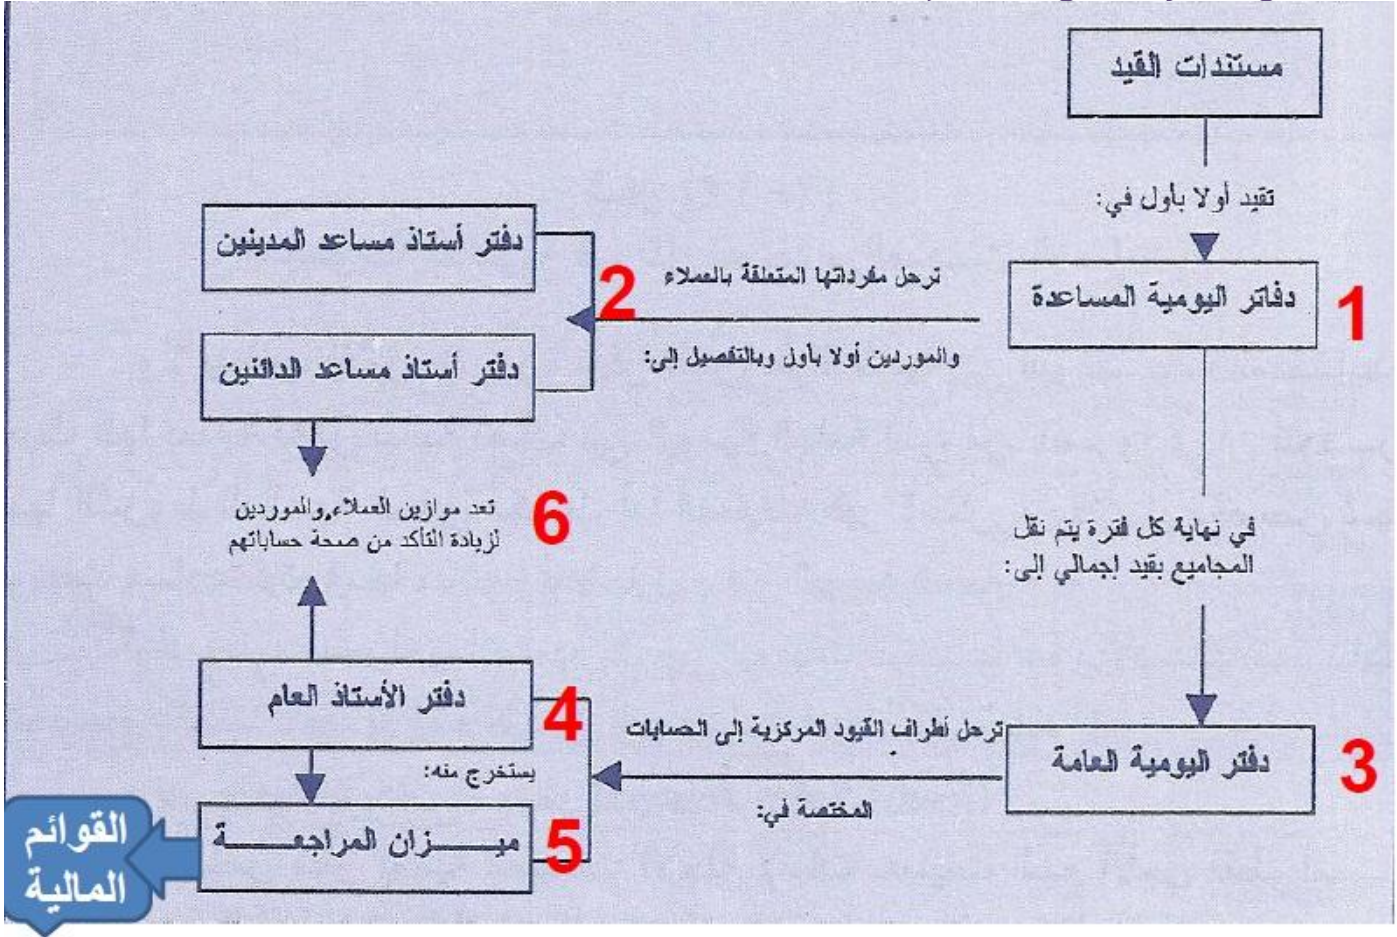 مستندات القيد
تقيد أولا بأول في:
دفاتر اليومية المساعدة
1
ترحل مفرداتها المتعلقة بالعملاء
والموردين أولا بأول وبالتفصيل إلى:
2
دفتر أستاذ مساعد المدينين
دفتر أستاذ مساعد الدائنين
في نهاية كل فترة يتم نقل
المجاميع بقيد إجمالي إلى:
دفتر اليومية العامة
3
ترحل أطراف القيود المركزية إلى الحسابات
المختصة في:
4
دفتر الأستاذ العام
يستخرج منه:
5
ميـــــزان المراجعـــــة
6
تعد موازين العملاء,والموردين
لزيادة التأكد من صحة حساباتهم
القوائم
المالية